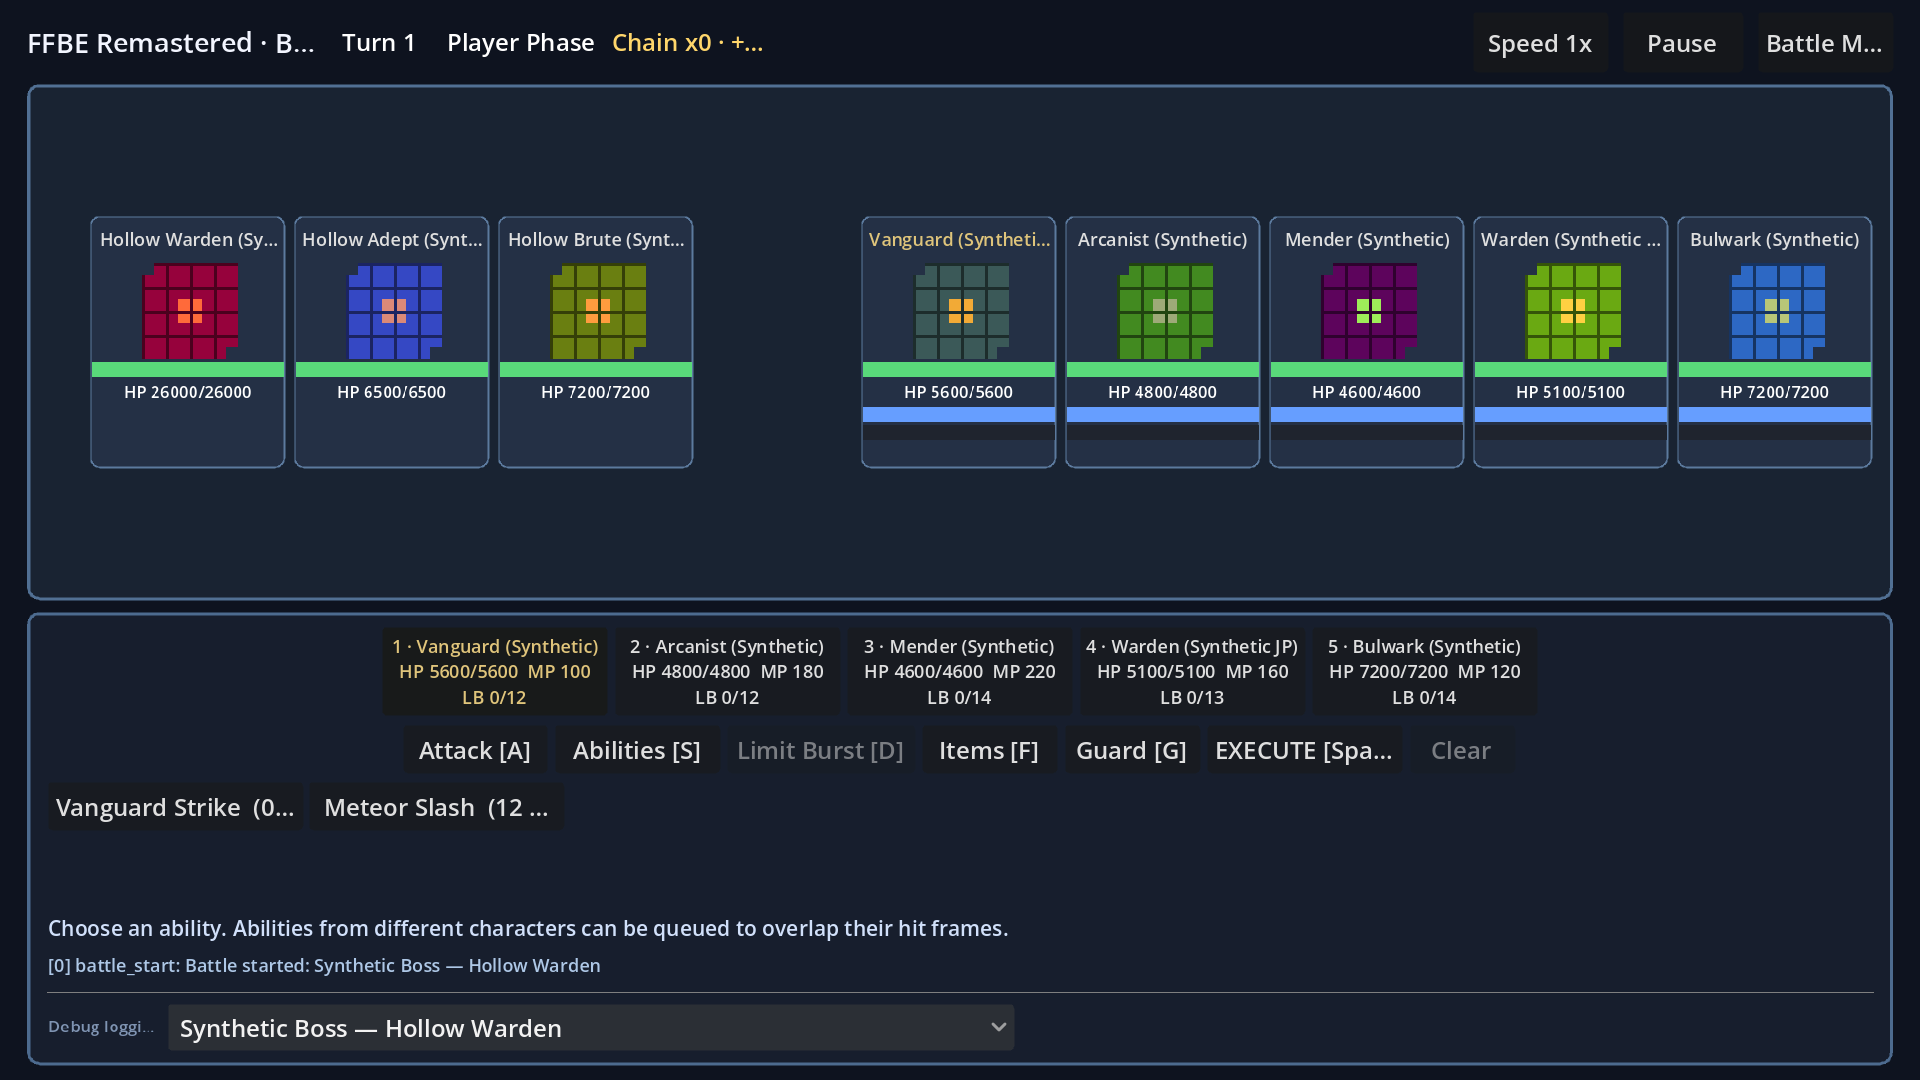 FFBE Remastered · B...
Turn 1
Player Phase
Chain x0 · +...
Speed 1x
Pause
Battle M...
Hollow Warden (Sy...
HP 26000/26000
Hollow Adept (Synt...
HP 6500/6500
Hollow Brute (Synt...
HP 7200/7200
Vanguard (Syntheti...
HP 5600/5600
Arcanist (Synthetic)
HP 4800/4800
Mender (Synthetic)
HP 4600/4600
Warden (Synthetic ...
HP 5100/5100
Bulwark (Synthetic)
HP 7200/7200
1 · Vanguard (Synthetic)
HP 5600/5600 MP 100
LB 0/12
2 · Arcanist (Synthetic)
HP 4800/4800 MP 180
LB 0/12
3 · Mender (Synthetic)
HP 4600/4600 MP 220
LB 0/14
4 · Warden (Synthetic JP)
HP 5100/5100 MP 160
LB 0/13
5 · Bulwark (Synthetic)
HP 7200/7200 MP 120
LB 0/14
Attack [A]
Abilities [S]
Limit Burst [D]
Items [F]
Guard [G]
EXECUTE [Spa...
Clear
Vanguard Strike (0...
Meteor Slash (12 ...
Choose an ability. Abilities from different characters can be queued to overlap their hit frames.
[0] battle_start: Battle started: Synthetic Boss — Hollow Warden
Debug loggi...
Synthetic Boss — Hollow Warden